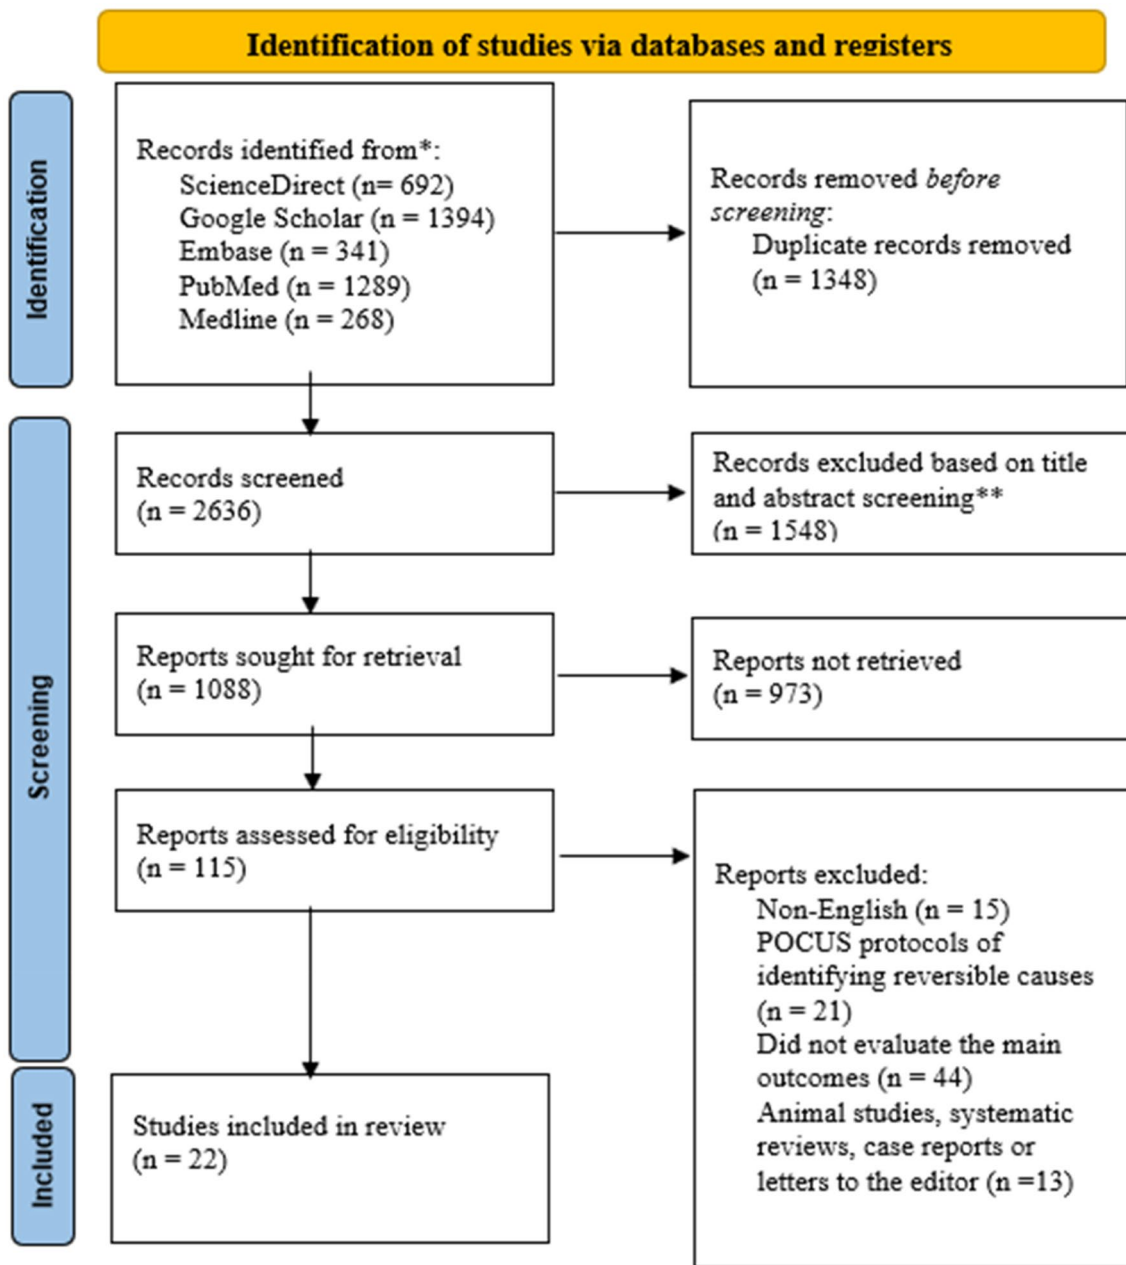 Identification of studies via databases and registers
Identification
Records identified from*:
ScienceDirect (n= 692)
Google Scholar (n = 1394)
Embase (n = 341)
PubMed (n = 1289)
Medline (n = 268)
Records removed before
screening:
Duplicate records removed
(n = 1348)
Screening
Records screened
(n = 2636)
Records excluded based on title
and abstract screening**
(n = 1548)
Reports sought for retrieval
(n = 1088)
Reports not retrieved
(n = 973)
Reports assessed for eligibility
(n = 115)
Reports excluded:
Non-English (n = 15)
POCUS protocols of
identifying reversible causes
(n = 21)
Did not evaluate the main
outcomes (n = 44)
Animal studies, systematic
reviews, case reports or
letters to the editor (n =13)
Included
Studies included in review
(n = 22)